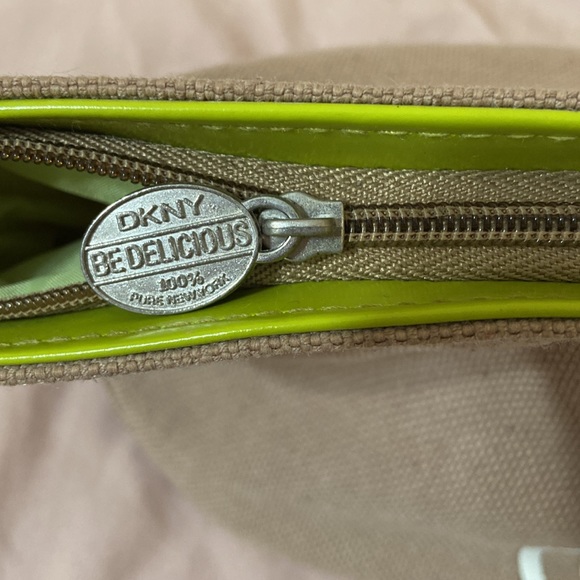 DKNY
BE DELICIOUS
100%
PURE NEW YORK